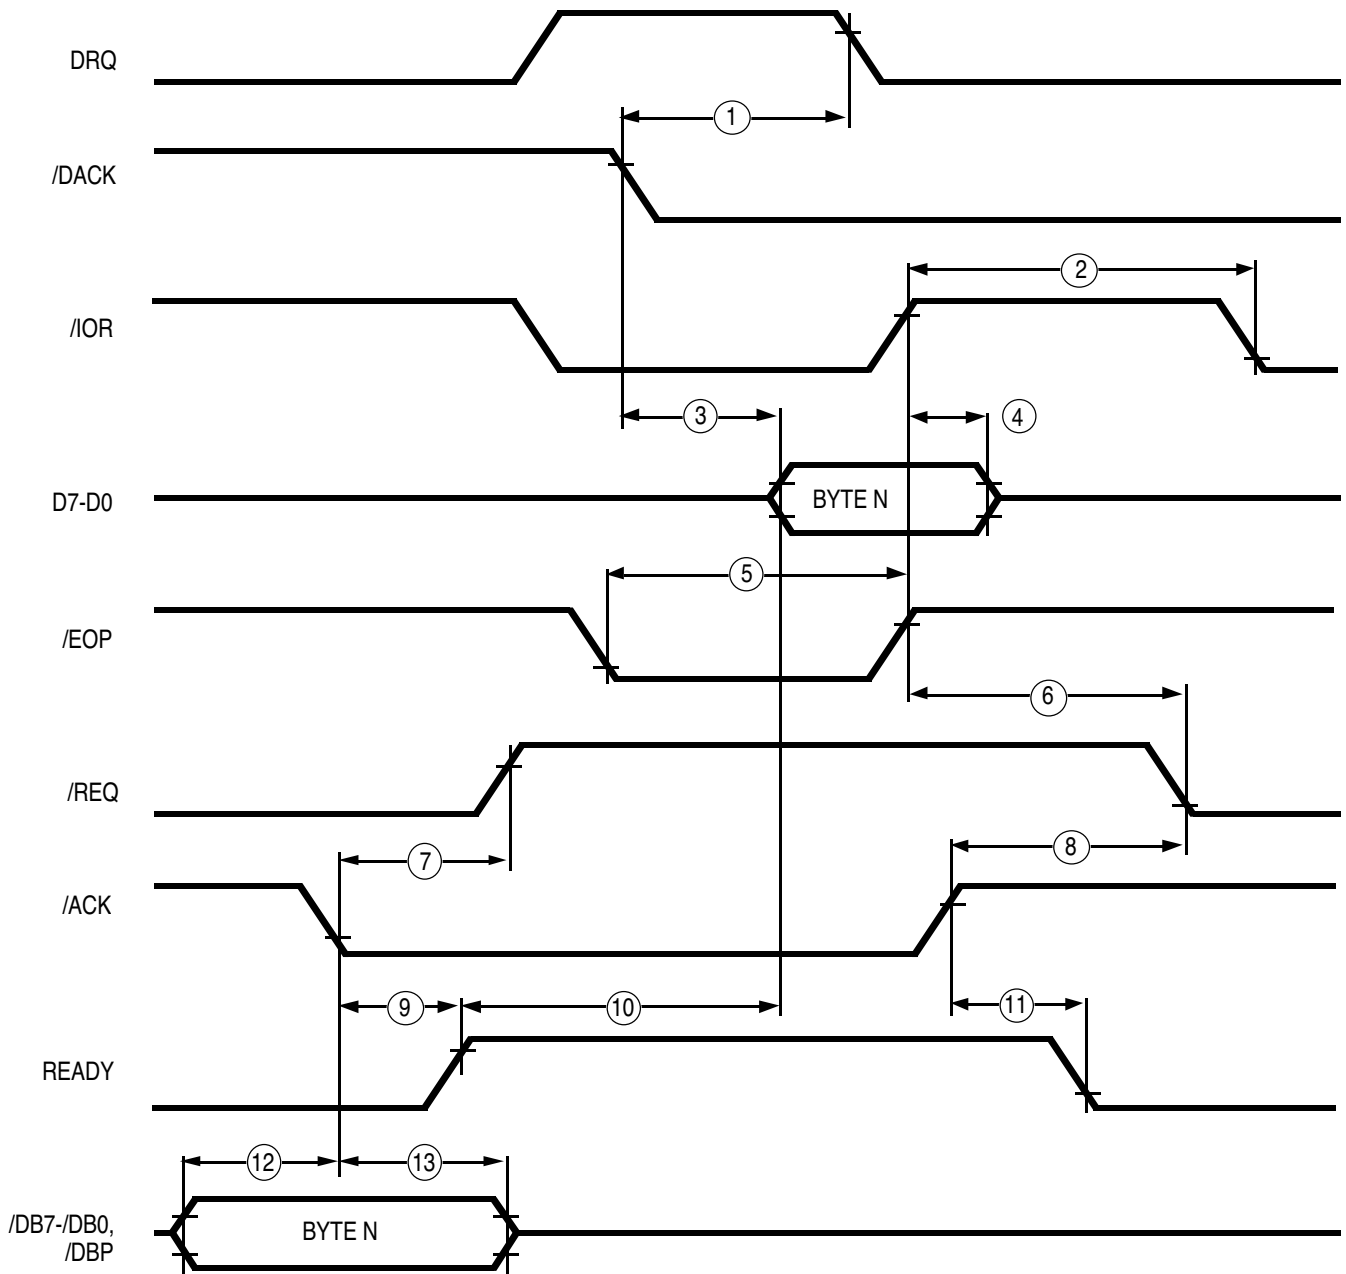 DRQ
1
/DACK
2
/IOR
3
4
D7-D0
BYTE N
5
/EOP
6
/REQ
7
8
/ACK
9
10
11
READY
12
13
/DB7-/DB0,
/DBP
BYTE N